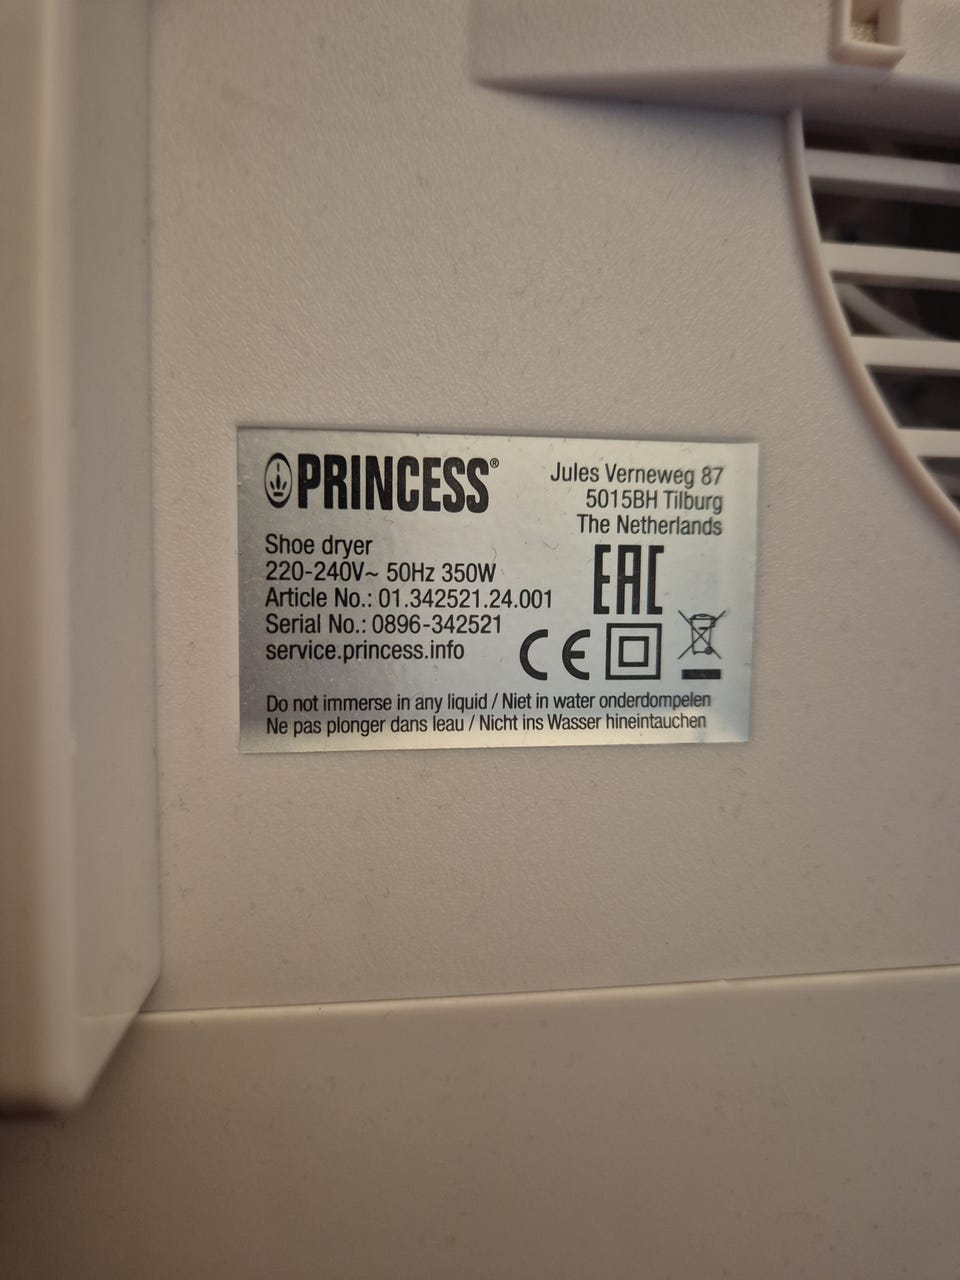 PRINCESS®
Jules Verneweg 87
5015BH Tilburg
The Netherlands
Shoe dryer
220-240V~ 50Hz 350W
Article No.: 01.342521.24.001
Serial No.: 0896-342521
service.princess.info
EAC
CE
Do not immerse in any liquid / Niet in water onderdompelen
Ne pas plonger dans leau / Nicht ins Wasser hineintauchen